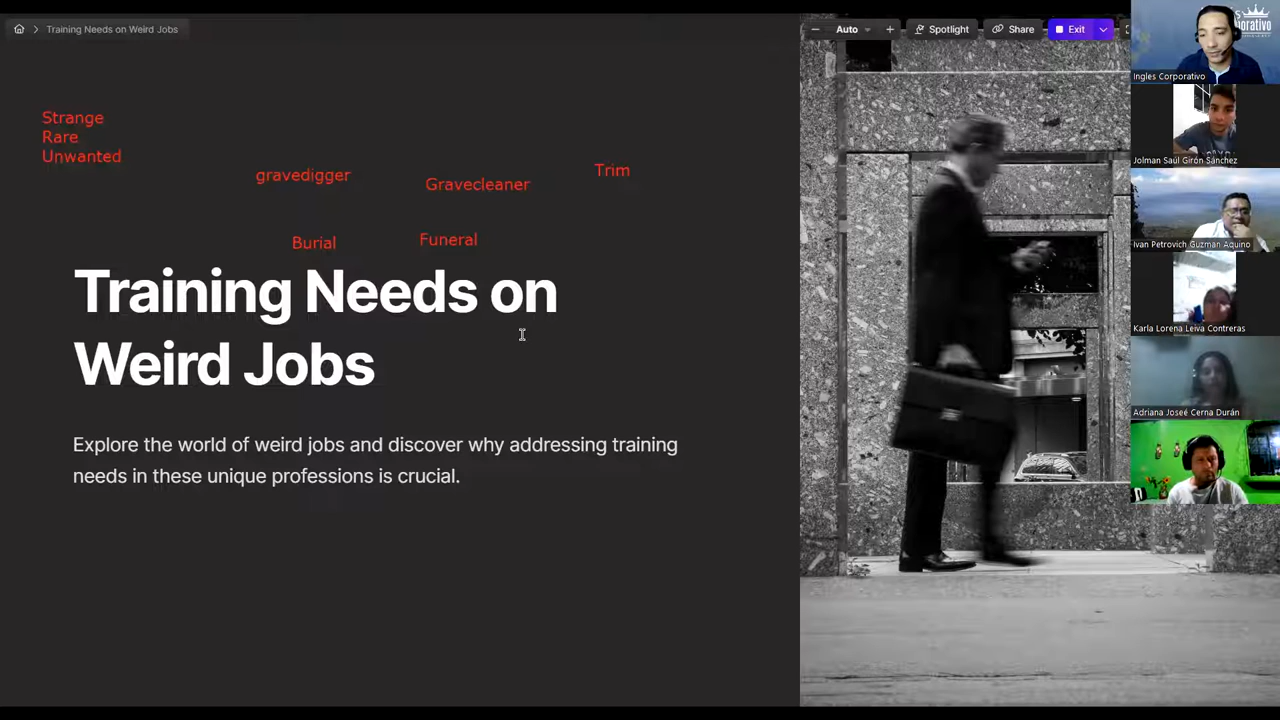 Training Needs on Weird Jobs
Auto
Spotlight
Share
Exit
Strange
Rare
Unwanted
gravedigger
Gravecleaner
Trim
Burial
Funeral
Training Needs on
Weird Jobs
Explore the world of weird jobs and discover why addressing training
needs in these unique professions is crucial.
Ingles Corporativo
Jolman Saúl Girón Sánchez
Ivan Petrovich Guzman Aquino
Karla Lorena Leiva Contreras
Adriana Joseé Cerna Durán